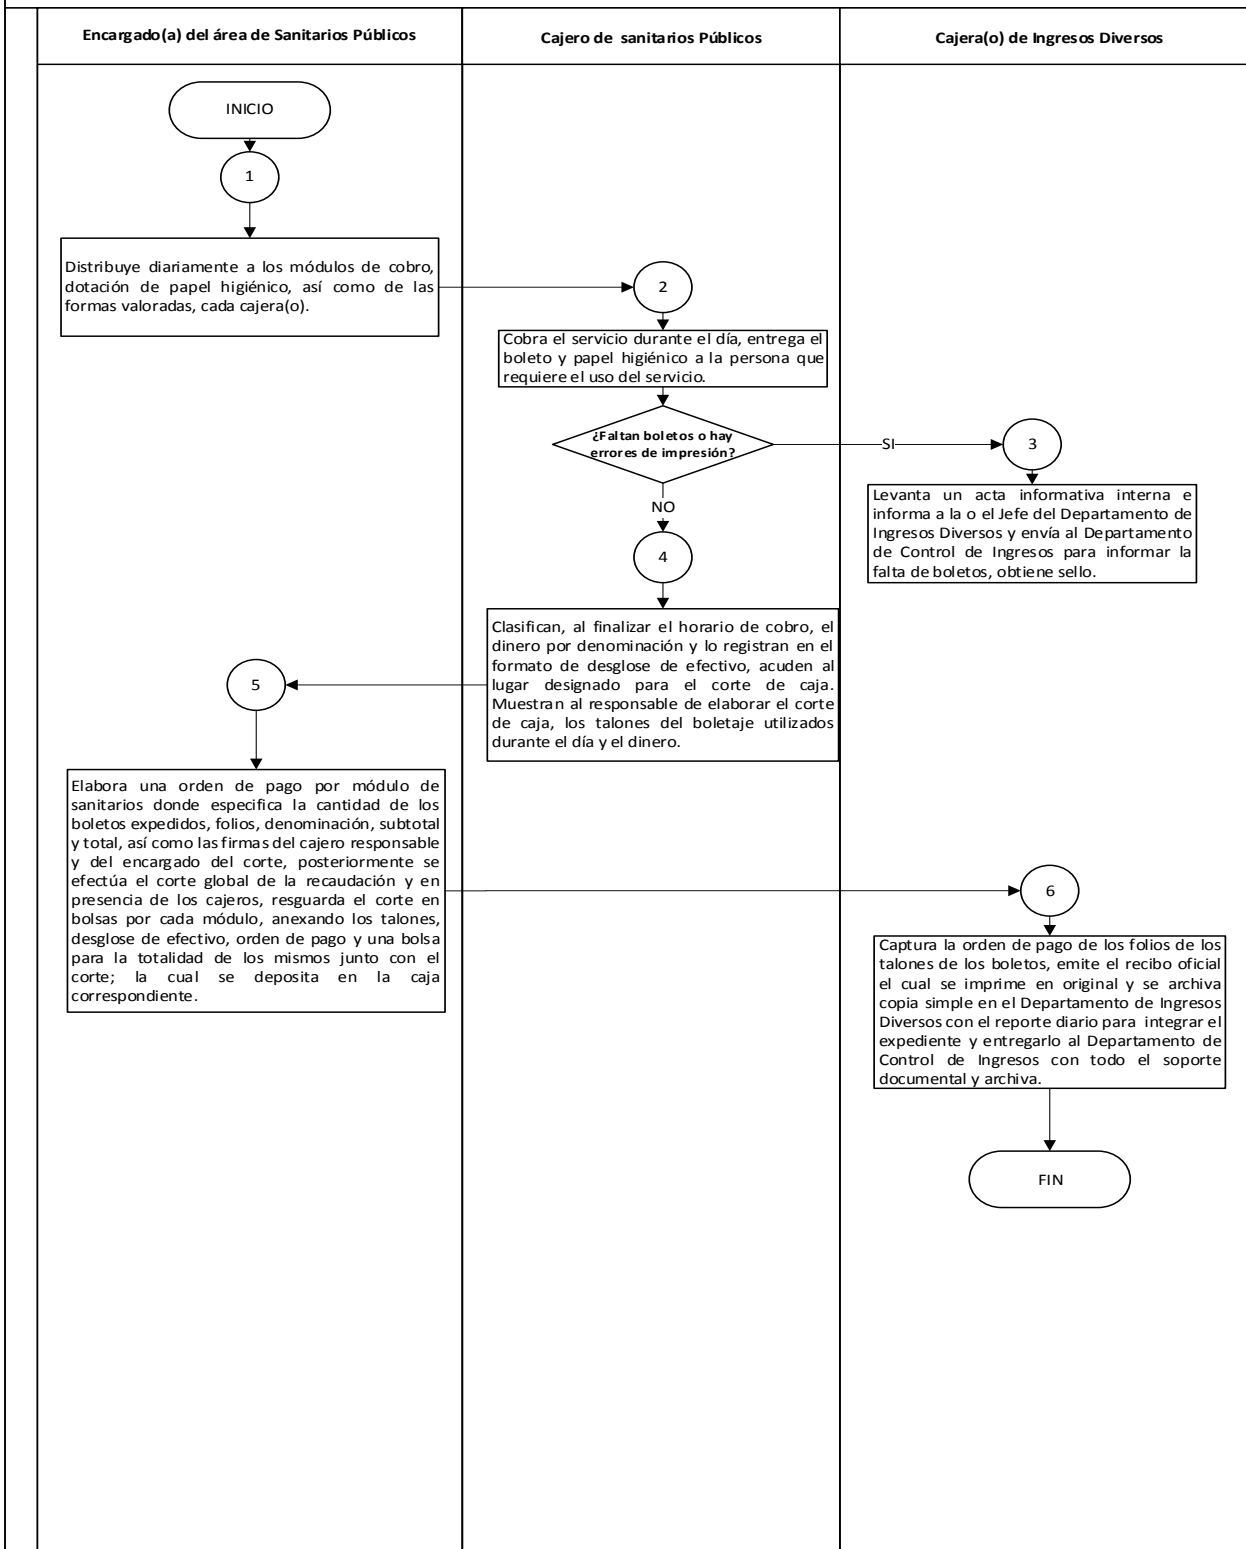 Encargado(a) del área de Sanitarios Públicos
Cajero de sanitarios Públicos
Cajera(o) de Ingresos Diversos
INICIO
1
Distribuye diariamente a los módulos de cobro,
dotación de papel higiénico, así como de las
formas valoradas, cada cajera(o).
2
Cobra el servicio durante el día, entrega el
boleto y papel higiénico a la persona que
requiere el uso del servicio.
¿Faltan boletos o hay
errores de impresión?
SI
3
Levanta un acta informativa interna e
informa a la o el Jefe del Departamento de
Ingresos Diversos y envía al Departamento
de Control de Ingresos para informar la
falta de boletos, obtiene sello.
NO
4
Clasifican, al finalizar el horario de cobro, el
dinero por denominación y lo registran en el
formato de desglose de efectivo, acuden al
lugar designado para el corte de caja.
Muestran al responsable de elaborar el corte
de caja, los talones del boletaje utilizados
durante el día y el dinero.
5
Elabora una orden de pago por módulo de
sanitarios donde especifica la cantidad de los
boletos expedidos, folios, denominación, subtotal
y total, así como las firmas del cajero responsable
y del encargado del corte, posteriormente se
efectúa el corte global de la recaudación y en
presencia de los cajeros, resguarda el corte en
bolsas por cada módulo, anexando los talones,
desglose de efectivo, orden de pago y una bolsa
para la totalidad de los mismos junto con el
corte; la cual se deposita en la caja
correspondiente.
6
Captura la orden de pago de los folios de los
talones de los boletos, emite el recibo oficial
el cual se imprime en original y se archiva
copia simple en el Departamento de Ingresos
Diversos con el reporte diario para integrar el
expediente y entregarlo al Departamento de
Control de Ingresos con todo el soporte
documental y archiva.
FIN